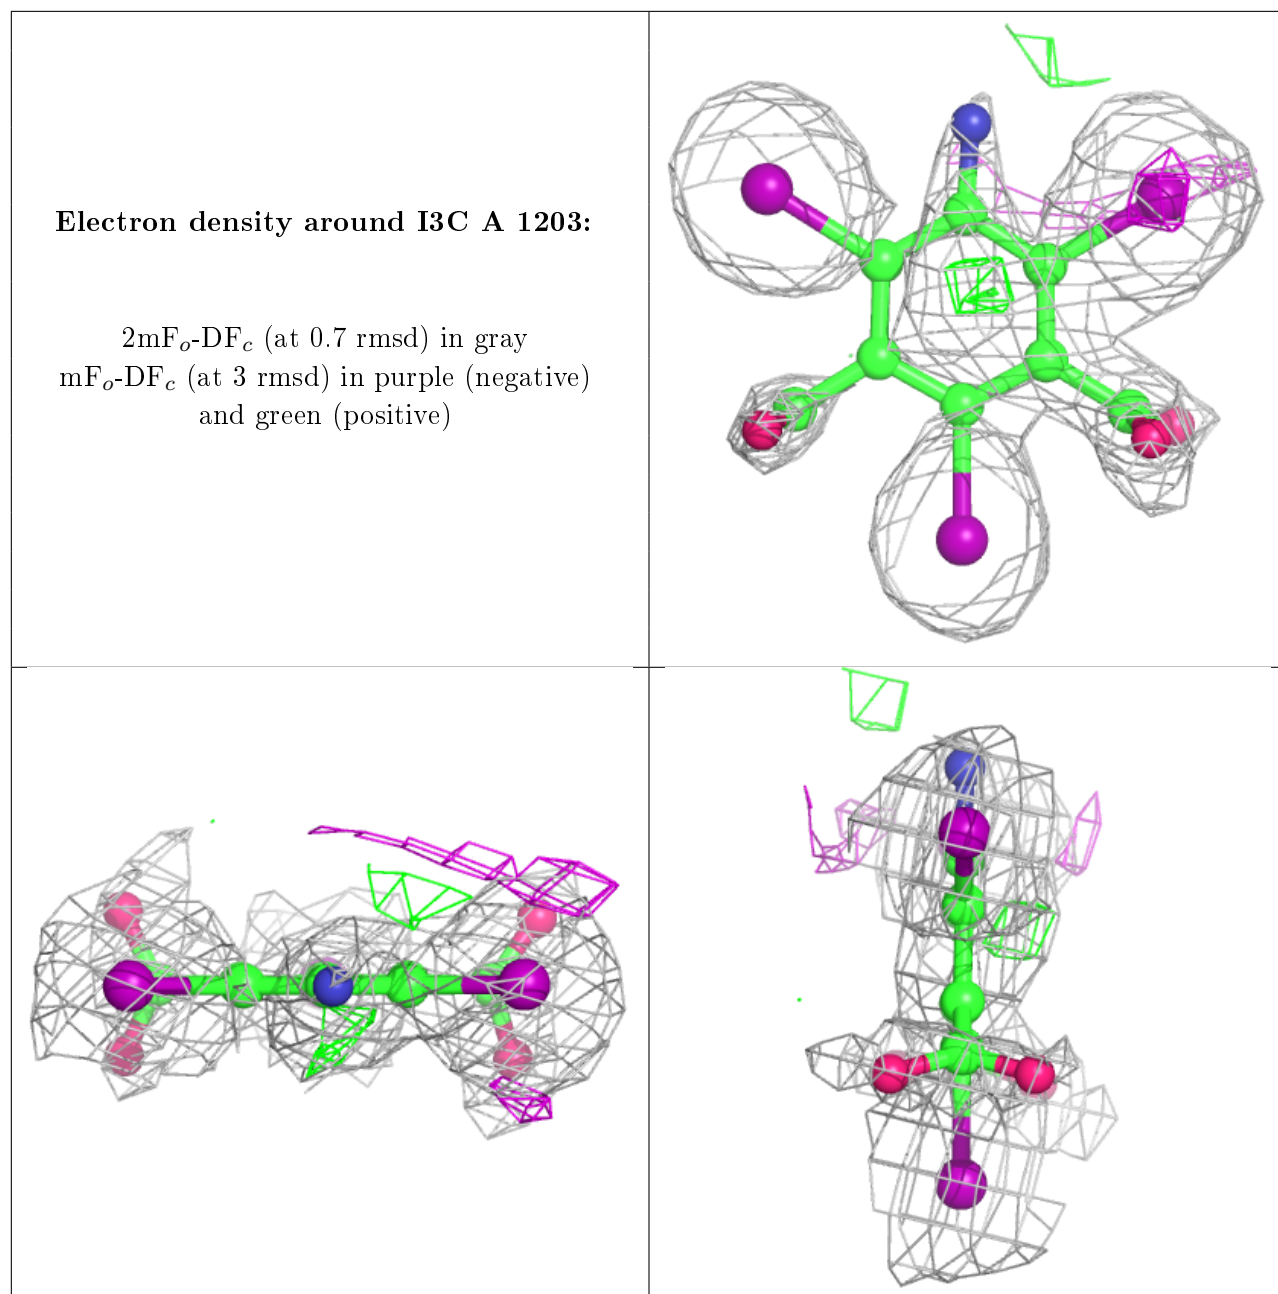 Electron density around I3C A 1203:
2mFo-DFc (at 0.7 rmsd) in gray
mFo-DFc (at 3 rmsd) in purple (negative)
and green (positive)